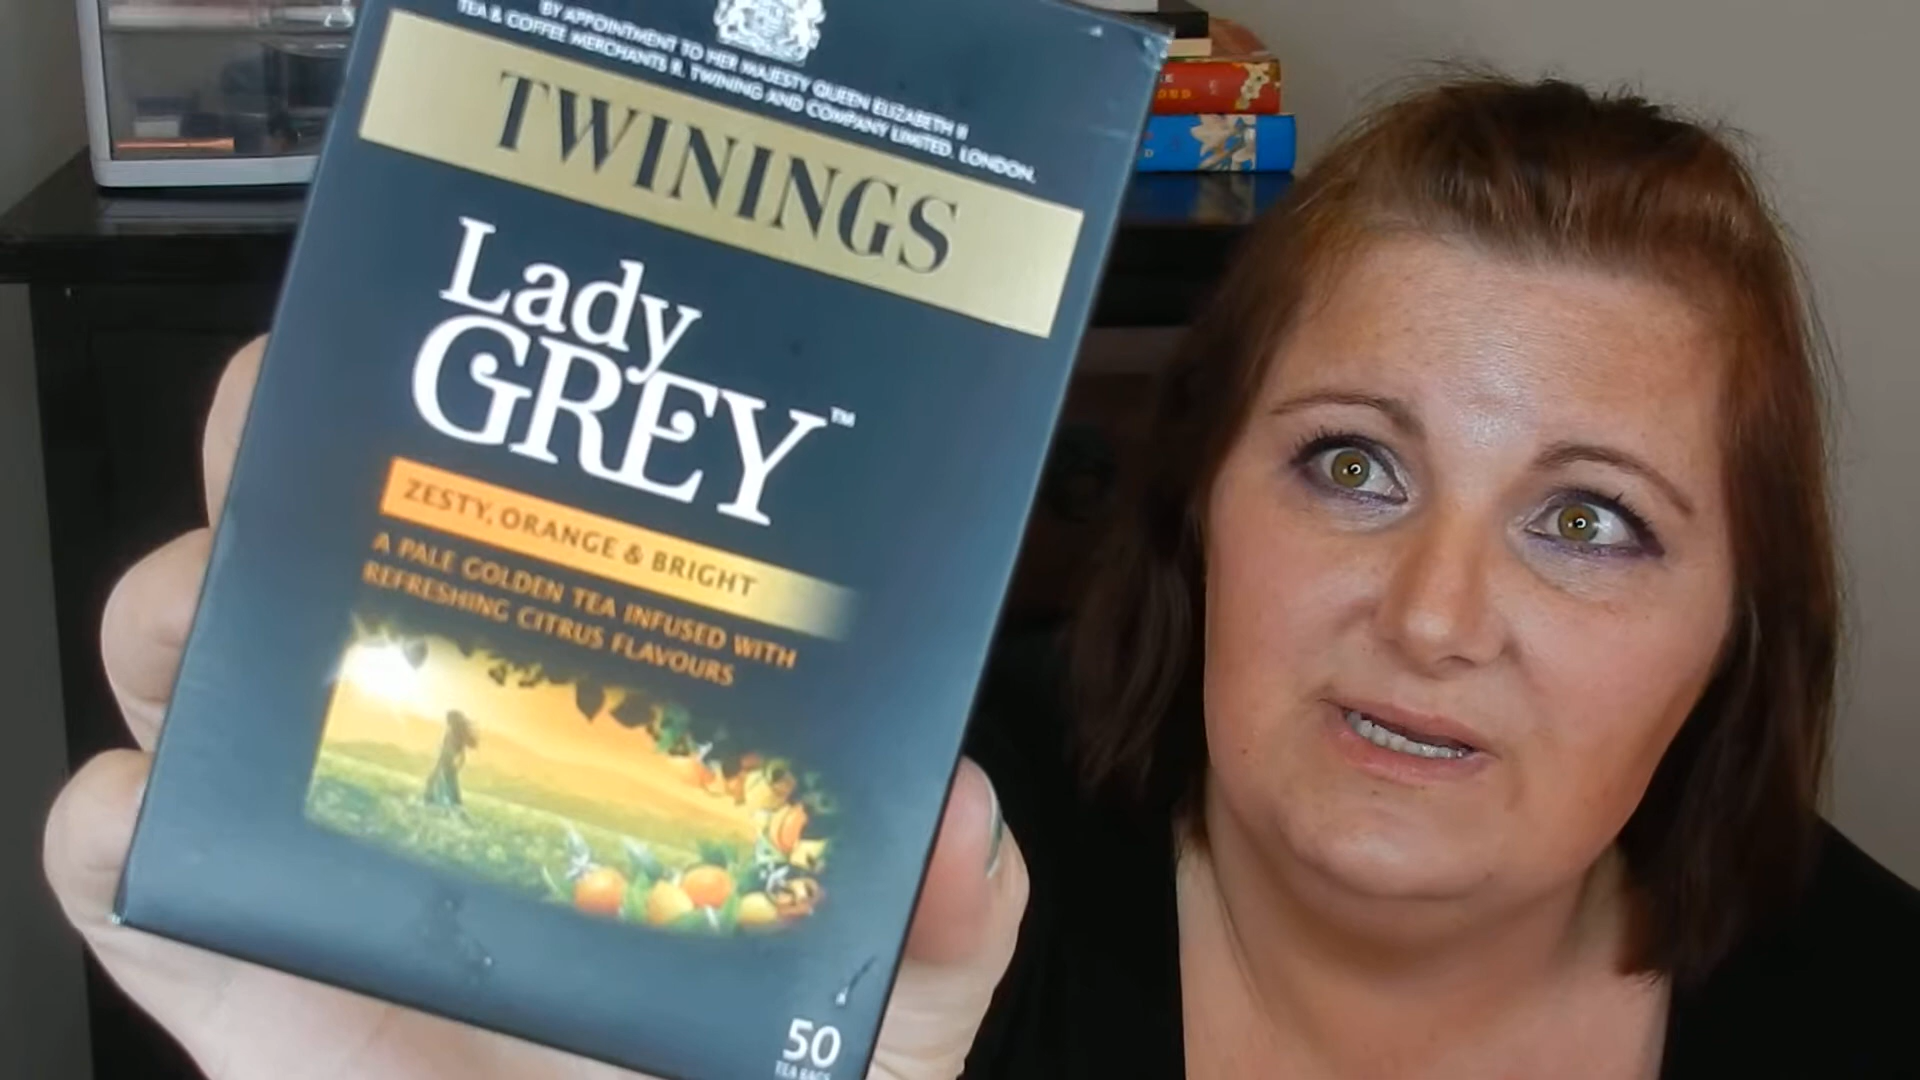 BY APPOINTMENT TO HER MAJESTY QUEEN ELIZABETH II
TEA & COFFEE MERCHANTS R. TWINING AND COMPANY LIMITED, LONDON.
TWININGS
Lady
GREY™
ZESTY, ORANGE & BRIGHT
A PALE GOLDEN TEA INFUSED WITH
REFRESHING CITRUS FLAVOURS
50
TEA BAGS